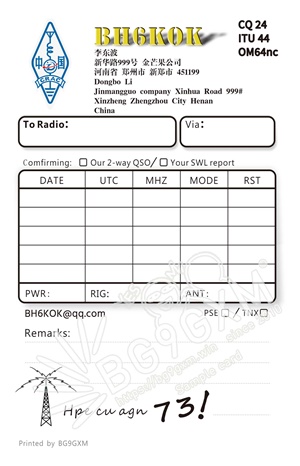 BH6KOK
CQ 24
ITU 44
OM64nc
中国
CRAC
李东波
新华路999号 金芒果公司
河南省 郑州市 新郑市 451199
Dongbo Li
Jinmangguo company Xinhua Road 999#
Xinzheng Zhengzhou City Henan
China
To Radio:
Via:
Comfirming: □ Our 2-way QSO/ □ Your SWL report
DATE UTC MHZ MODE RST
PWR: RIG: ANT:
BH6KOK@qq.com
PSE □ / TNX □
Remarks:
BG9GXM
Sample card
Hpe cu agn 73!
Printed by BG9GXM